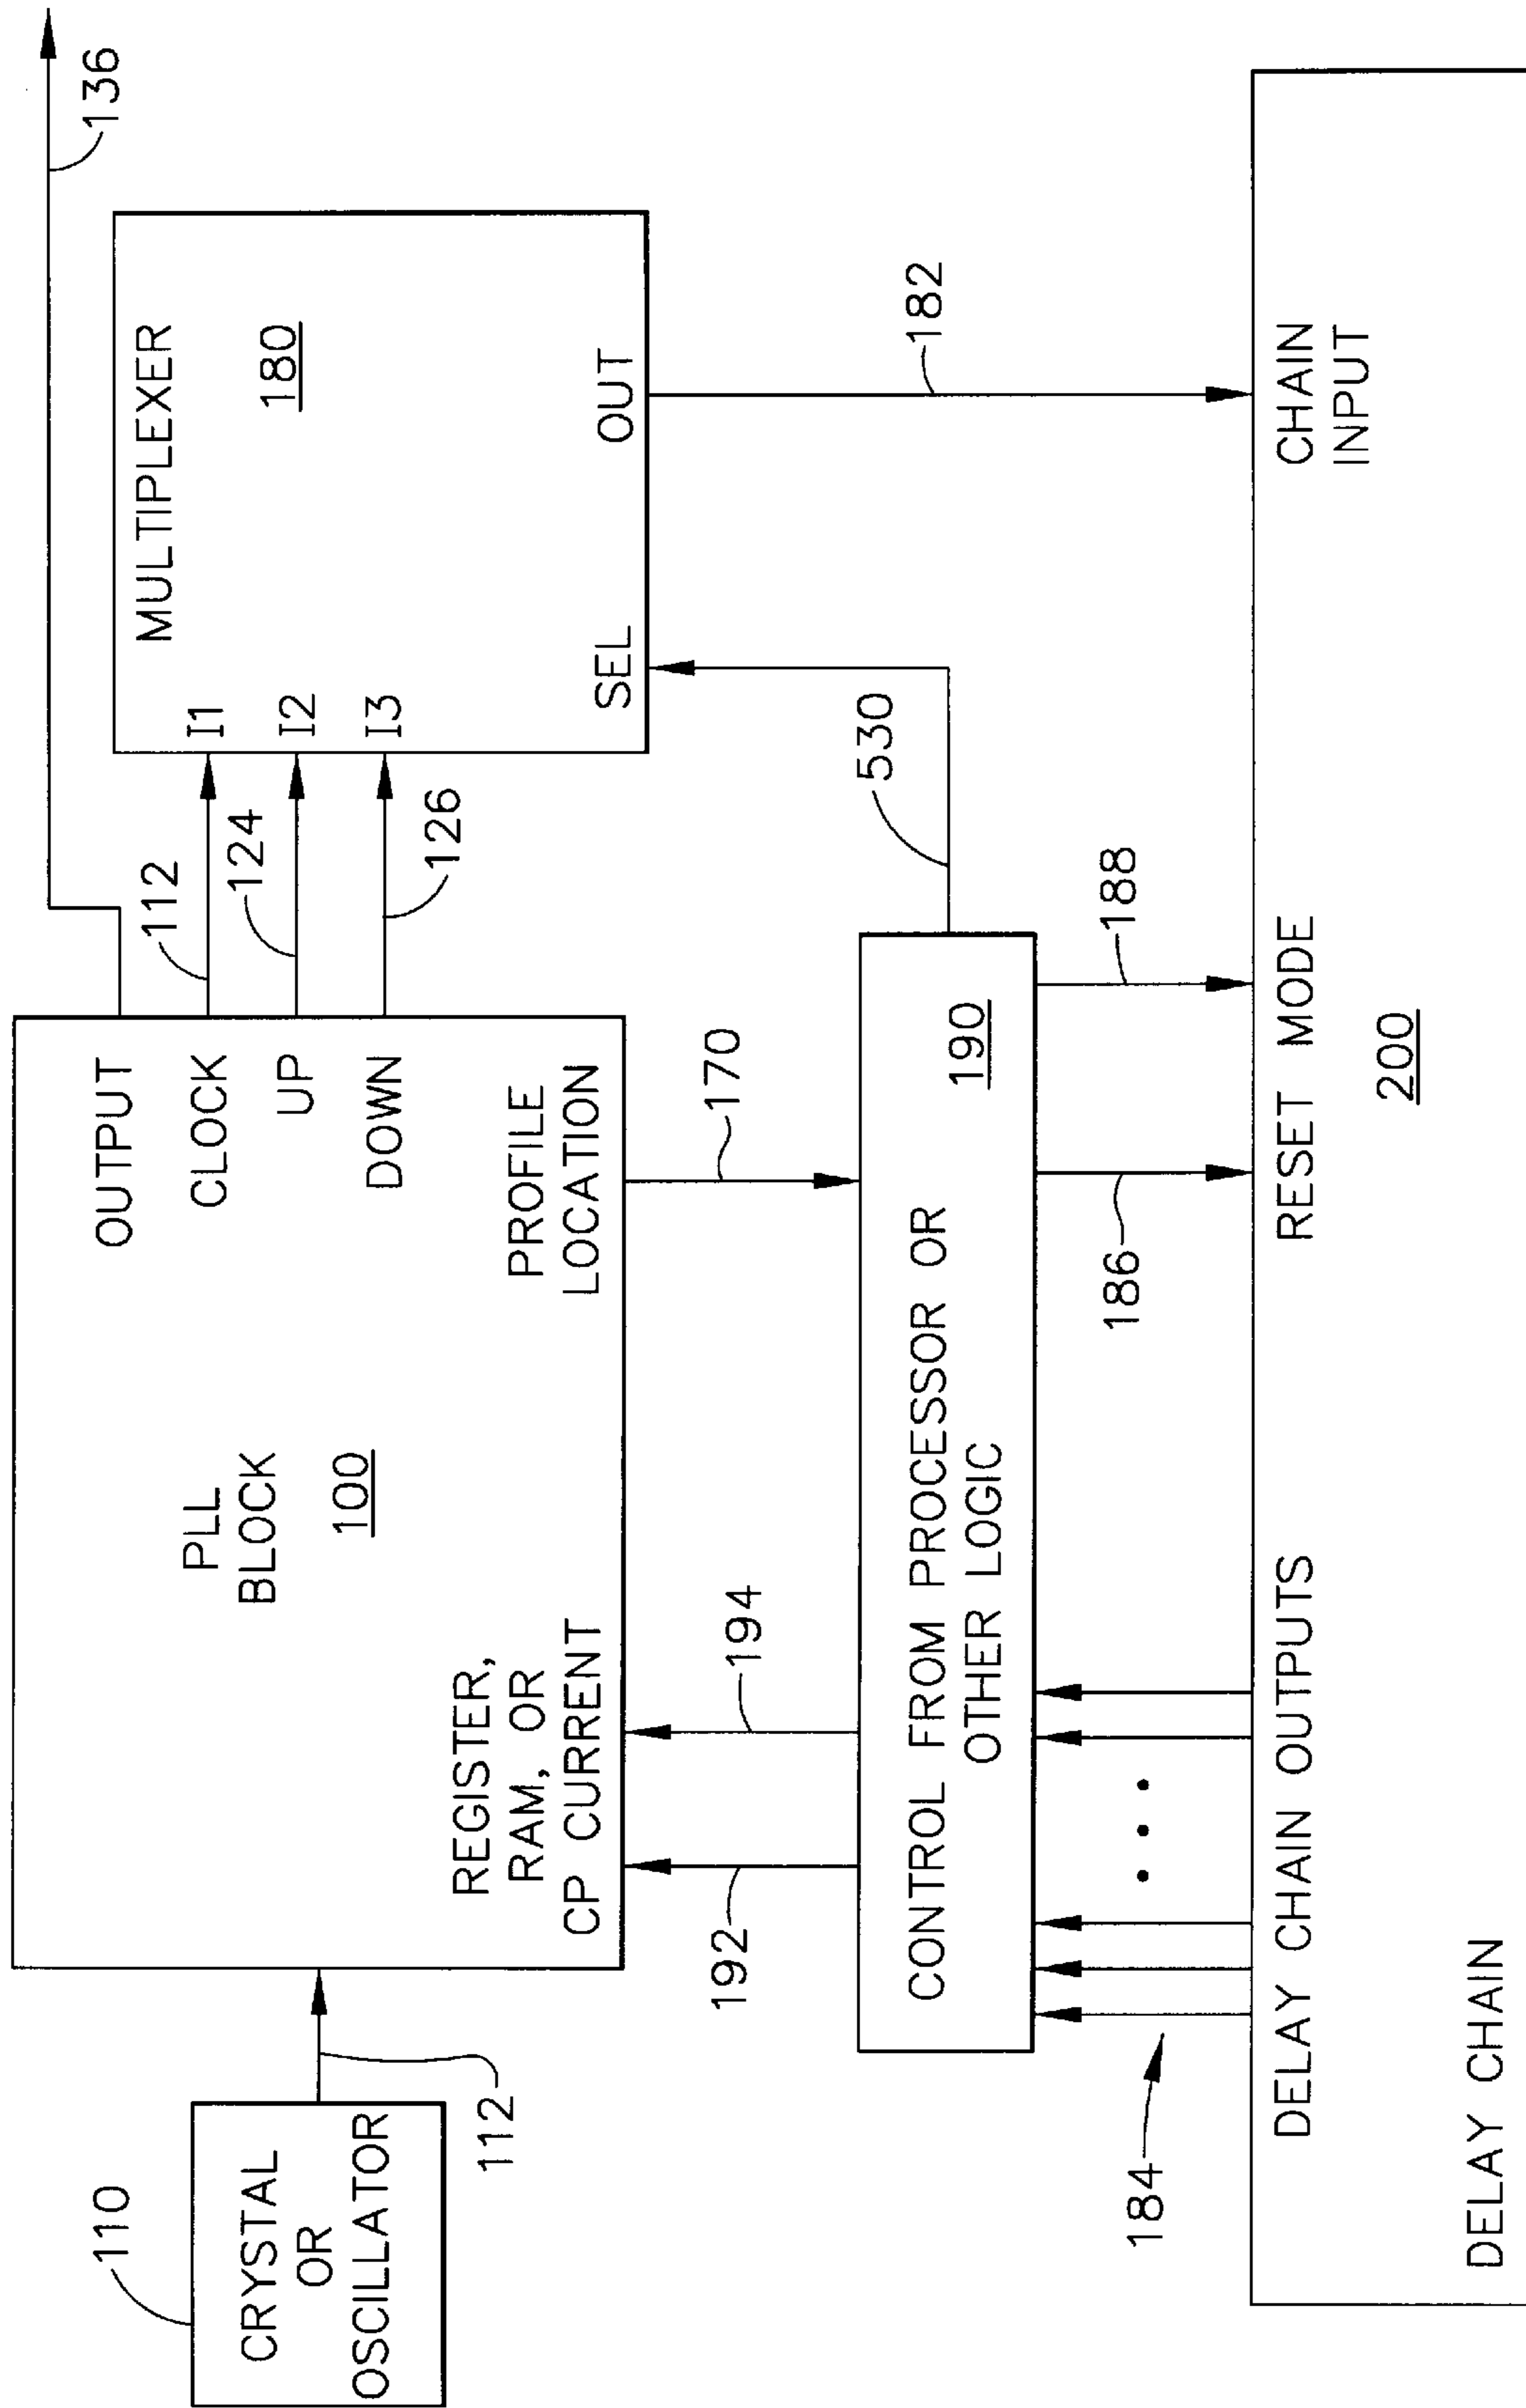 110
CRYSTAL
OR
OSCILLATOR
112
PLL
BLOCK
100
OUTPUT
CLOCK
UP
DOWN
REGISTER,
RAM, OR
CP CURRENT
PROFILE
LOCATION
136
112
124
126
MULTIPLEXER
180
I1
I2
I3
SEL
OUT
192
194
170
530
182
CONTROL FROM PROCESSOR OR
OTHER LOGIC
190
184
186
188
DELAY CHAIN OUTPUTS
RESET MODE
CHAIN
INPUT
200
DELAY CHAIN